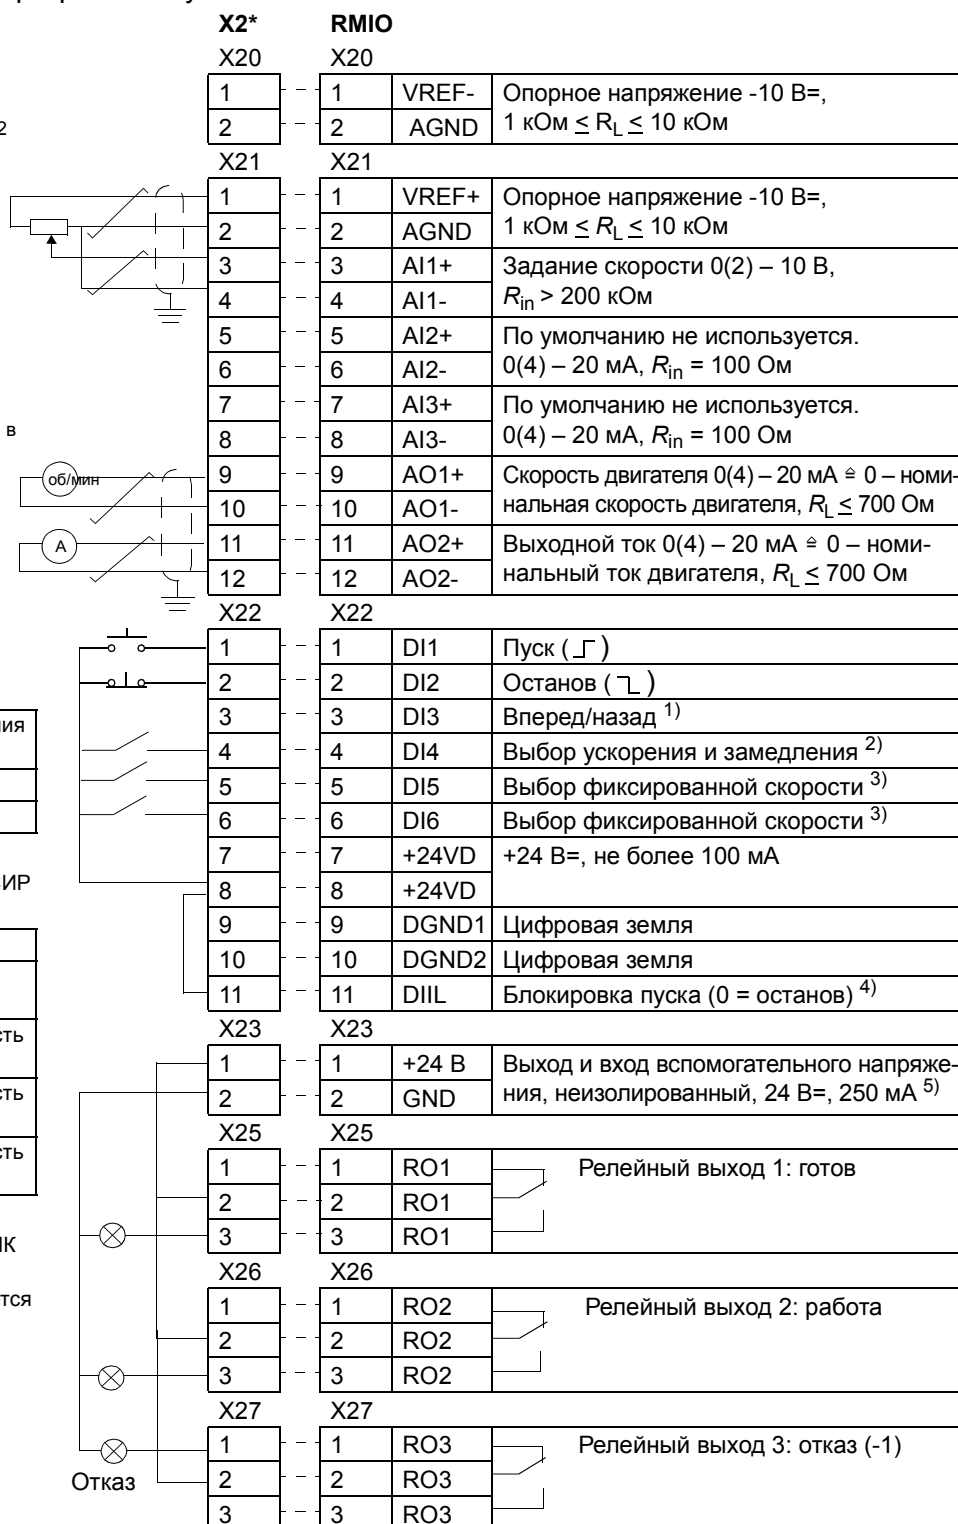 X2* RMIO
X20 X20
1 1 VREF- Опорное напряжение -10 В=,
2 2 AGND 1 кОм ≤ RL ≤ 10 кОм
2
X21 X21
1 1 VREF+ Опорное напряжение -10 В=,
2 2 AGND 1 кОм ≤ RL ≤ 10 кОм
3 3 AI1+ Задание скорости 0(2) – 10 В,
4 4 AI1- Rin > 200 кОм
5 5 AI2+ По умолчанию не используется.
6 6 AI2- 0(4) – 20 мА, Rin = 100 Ом
7 7 AI3+ По умолчанию не используется.
в
8 8 AI3- 0(4) – 20 мА, Rin = 100 Ом
об/мин 9 9 AO1+ Скорость двигателя 0(4) – 20 мА ≙ 0 – номи-
10 10 AO1- нальная скорость двигателя, RL ≤ 700 Ом
A 11 11 AO2+ Выходной ток 0(4) – 20 мА ≙ 0 – номи-
12 12 AO2- нальный ток двигателя, RL ≤ 700 Ом
X22 X22
1 1 DI1 Пуск ( )
2 2 DI2 Останов ( )
3 3 DI3 Вперед/назад 1)
ия
4 4 DI4 Выбор ускорения и замедления 2)
5 5 DI5 Выбор фиксированной скорости 3)
6 6 DI6 Выбор фиксированной скорости 3)
7 7 +24VD +24 В=, не более 100 мА
ИР
8 8 +24VD
9 9 DGND1 Цифровая земля
10 10 DGND2 Цифровая земля
11 11 DIIL Блокировка пуска (0 = останов) 4)
X23 X23
сть
1 1 +24 В Выход и вход вспомогательного напряже-
сть
2 2 GND ния, неизолированный, 24 В=, 250 мА 5)
X25 X25
сть
1 1 RO1 Релейный выход 1: готов
2 2 RO1
3 3 RO1
X26 X26
тся
1 1 RO2 Релейный выход 2: работа
2 2 RO2
3 3 RO2
X27 X27
1 1 RO3 Релейный выход 3: отказ (-1)
Отказ 2 2 RO3
3 3 RO3